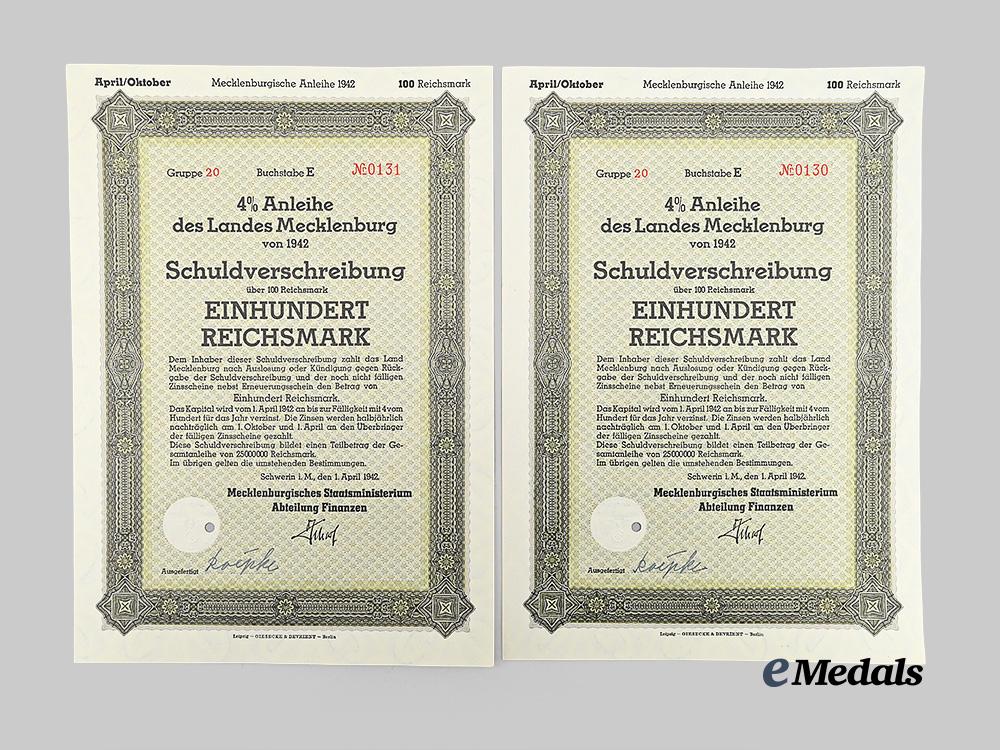 April/Oktober Mecklenburgische Anleihe 1942 100 Reichsmark
Gruppe 20 Buchstabe E № 0131
4% Anleihe
des Landes Mecklenburg
von 1942
Schuldverschreibung
über 100 Reichsmark
EINHUNDERT
REICHSMARK
Dem Inhaber dieser Schuldverschreibung zahlt das Land
Mecklenburg nach Auslosung oder Kündigung gegen Rück-
gabe der Schuldverschreibung und der noch nicht fälligen
Zinsscheine nebst Erneuerungsschein den Betrag von
Einhundert Reichsmark.
Das Kapital wird vom 1. April 1942 an bis zur Fälligkeit mit 4 vom
Hundert für das Jahr verzinst. Die Zinsen werden halbjährlich
nachträglich am 1. Oktober und 1. April an den Überbringer
der fälligen Zinsscheine gezahlt.
Diese Schuldverschreibung bildet einen Teilbetrag der Ge-
samtanleihe von 25000000 Reichsmark.
Im übrigen gelten die umstehenden Bestimmungen.
Schwerin i. M., den 1. April 1942.
Mecklenburgisches Staatsministerium
Abteilung Finanzen
Ausgefertigt
Leipzig — GIESECKE & DEVRIENT — Berlin
April/Oktober Mecklenburgische Anleihe 1942 100 Reichsmark
Gruppe 20 Buchstabe E № 0130
4% Anleihe
des Landes Mecklenburg
von 1942
Schuldverschreibung
über 100 Reichsmark
EINHUNDERT
REICHSMARK
Dem Inhaber dieser Schuldverschreibung zahlt das Land
Mecklenburg nach Auslosung oder Kündigung gegen Rück-
gabe der Schuldverschreibung und der noch nicht fälligen
Zinsscheine nebst Erneuerungsschein den Betrag von
Einhundert Reichsmark.
Das Kapital wird vom 1. April 1942 an bis zur Fälligkeit mit 4 vom
Hundert für das Jahr verzinst. Die Zinsen werden halbjährlich
nachträglich am 1. Oktober und 1. April an den Überbringer
der fälligen Zinsscheine gezahlt.
Diese Schuldverschreibung bildet einen Teilbetrag der Ge-
samtanleihe von 25000000 Reichsmark.
Im übrigen gelten die umstehenden Bestimmungen.
Schwerin i. M., den 1. April 1942.
Mecklenburgisches Staatsministerium
Abteilung Finanzen
Ausgefertigt
Leipzig — GIESECKE & DEVRIENT — Berlin
eMedals